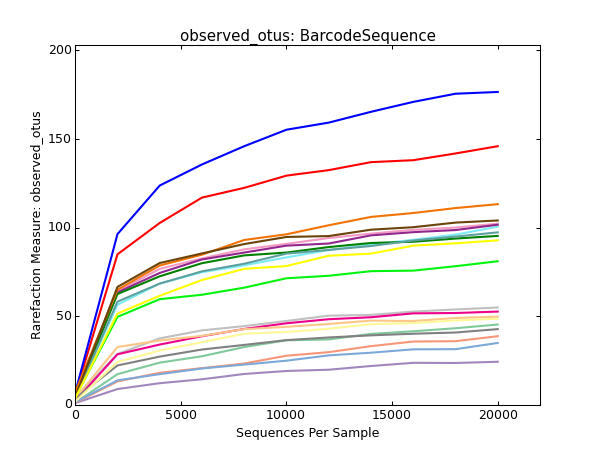 observed_otus: BarcodeSequence
200
150
100
50
0
Rarefaction Measure: observed_otus
0 5000 10000 15000 20000
Sequences Per Sample